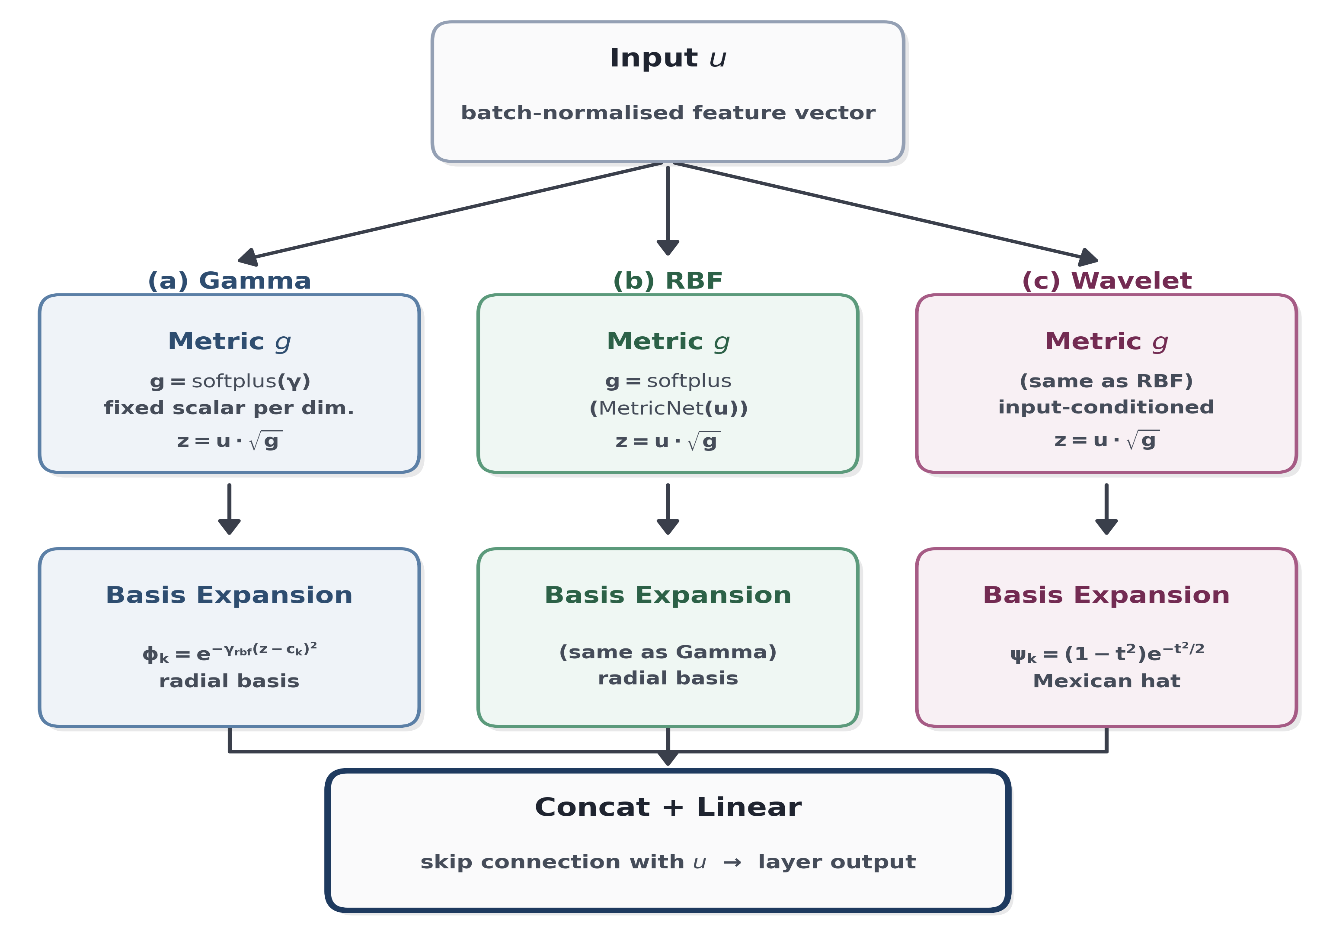 Input u
batch-normalised feature vector
(a) Gamma
Metric g
g = softplus(γ)
fixed scalar per dim.
z = u · √g
(b) RBF
Metric g
g = softplus
(MetricNet(u))
z = u · √g
(c) Wavelet
Metric g
(same as RBF)
input-conditioned
z = u · √g
Basis Expansion
ϕₖ = e^−γ_rbf(z − cₖ)²
radial basis
Basis Expansion
(same as Gamma)
radial basis
Basis Expansion
ψₖ = (1 − t²)e^−t²/2
Mexican hat
Concat + Linear
skip connection with u → layer output